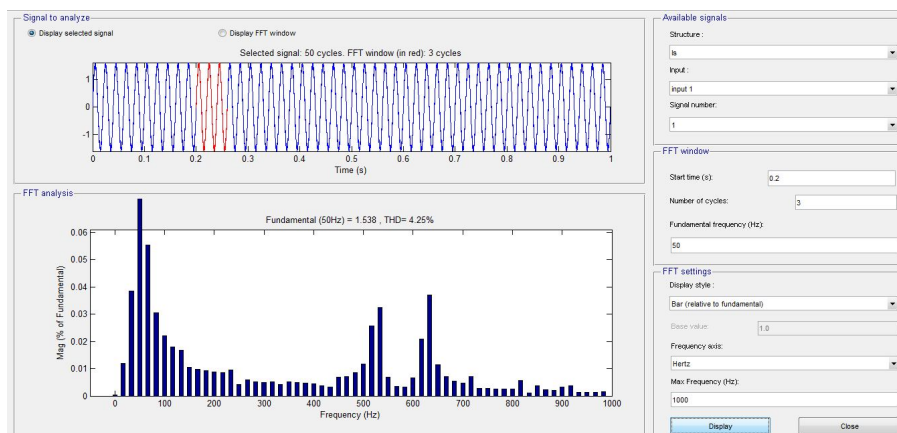 Signal to analyze
Display selected signal
Display FFT window
Selected signal: 50 cycles. FFT window (in red): 3 cycles
1
0
-1
0 0.1 0.2 0.3 0.4 0.5 0.6 0.7 0.8 0.9 1
Time (s)
FFT analysis
Fundamental (50Hz) = 1.538 , THD= 4.25%
0.06
0.05
0.04
0.03
0.02
0.01
0
Mag (% of Fundamental)
0 100 200 300 400 500 600 700 800 900 1000
Frequency (Hz)
Available signals
Structure :
Is
Input :
input 1
Signal number:
1
FFT window
Start time (s):
0.2
Number of cycles:
3
Fundamental frequency (Hz):
50
FFT settings
Display style :
Bar (relative to fundamental)
Base value:
1.0
Frequency axis:
Hertz
Max Frequency (Hz):
1000
Display
Close